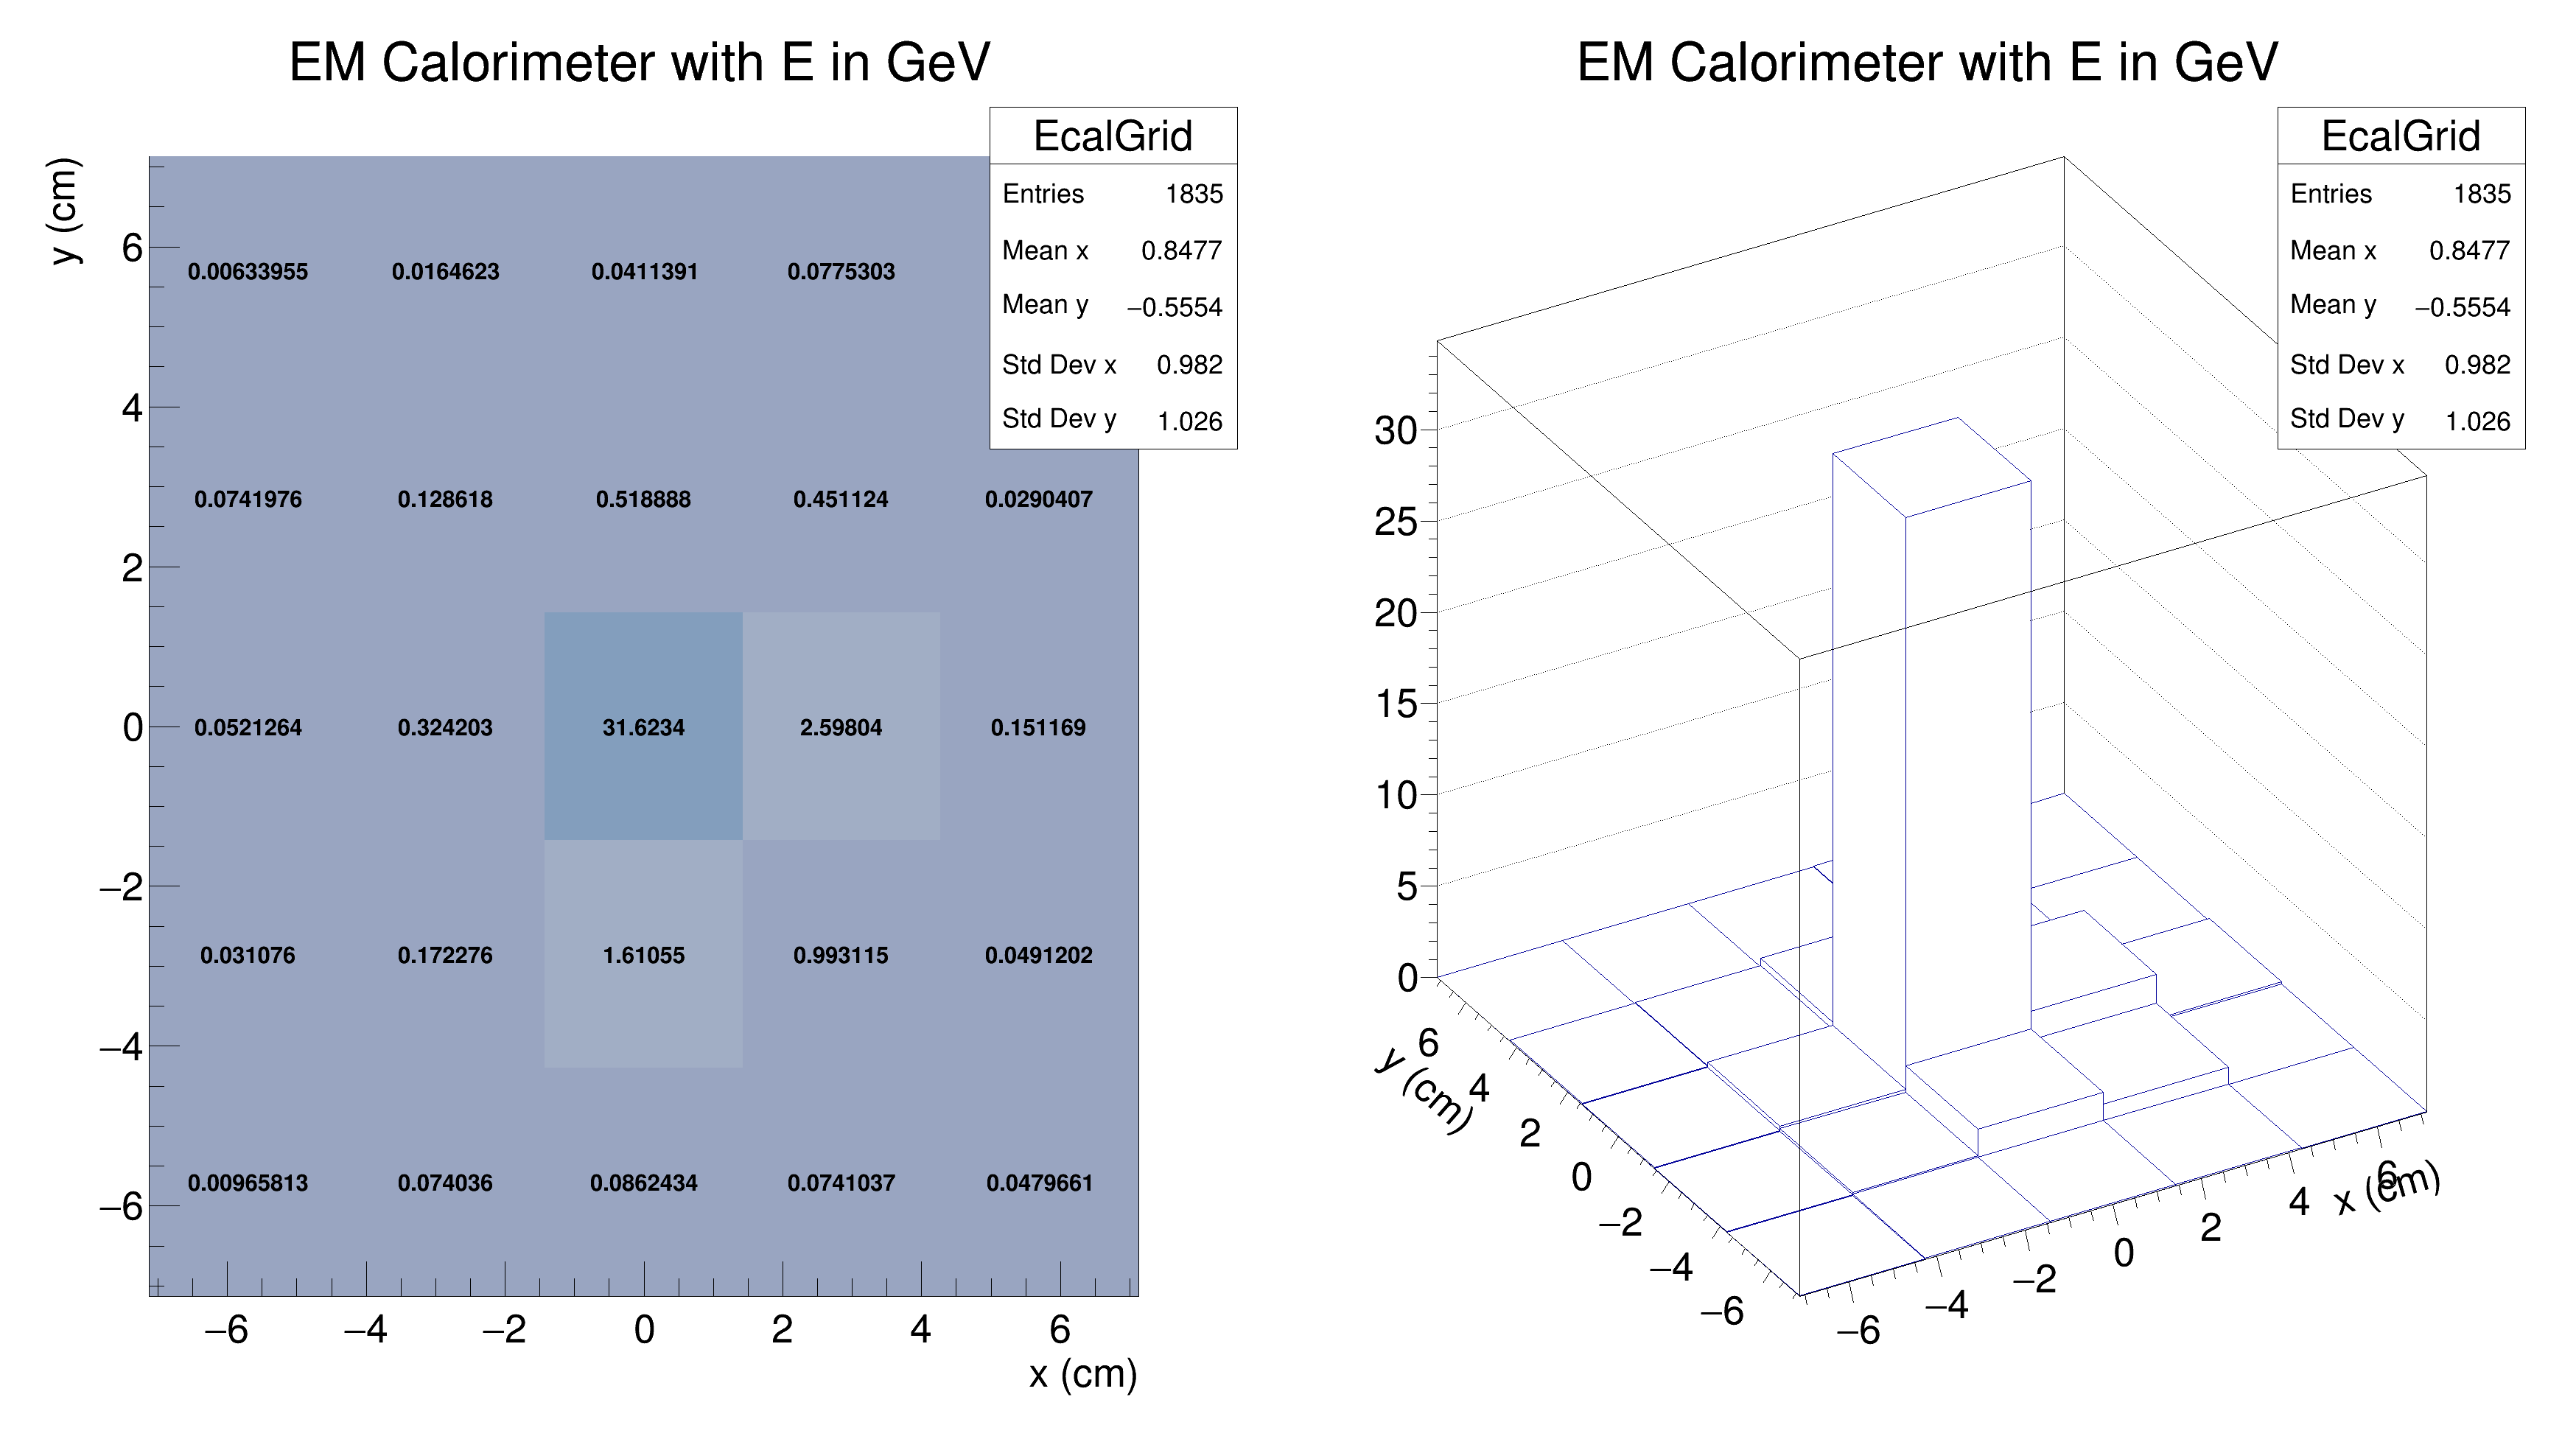 EM Calorimeter with E in GeV
EcalGrid
Entries 1835
Mean x 0.8477
Mean y −0.5554
Std Dev x 0.982
Std Dev y 1.026
y (cm)
6
4
2
0
−2
−4
−6
0.00633955 0.0164623 0.0411391 0.0775303
0.0741976 0.128618 0.518888 0.451124 0.0290407
0.0521264 0.324203 31.6234 2.59804 0.151169
0.031076 0.172276 1.61055 0.993115 0.0491202
0.00965813 0.074036 0.0862434 0.0741037 0.0479661
−6 −4 −2 0 2 4 6
x (cm)
EM Calorimeter with E in GeV
EcalGrid
Entries 1835
Mean x 0.8477
Mean y −0.5554
Std Dev x 0.982
Std Dev y 1.026
30
25
20
15
10
5
0
6
4
2
0
−2
−4
−6
y (cm)
−6 −4 −2 0 2 4 6
x (cm)